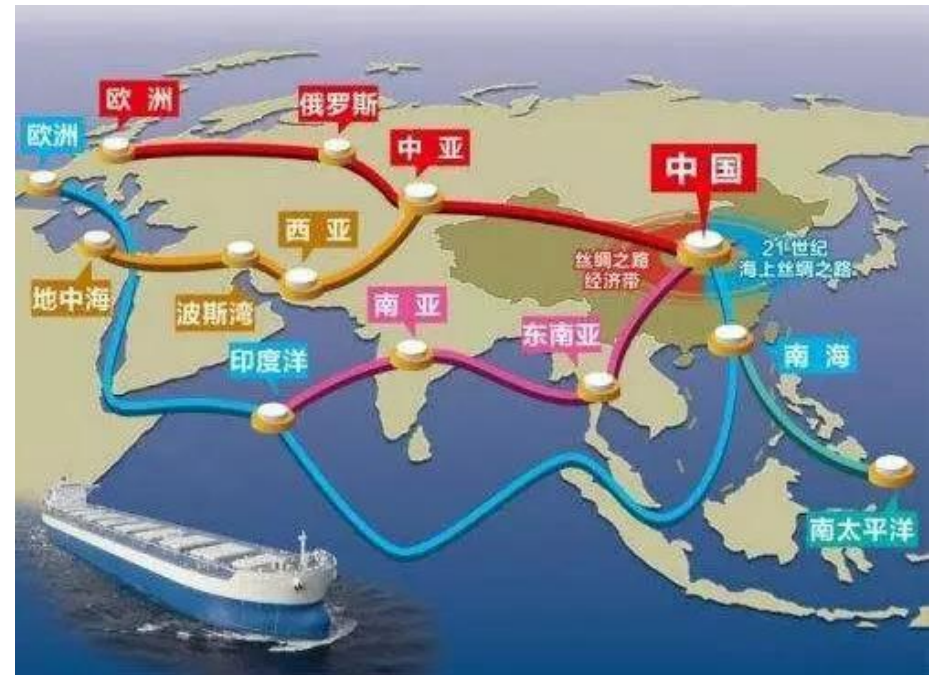 欧洲
俄罗斯
欧洲
中亚
中国
西亚
丝绸之路
经济带
21世纪
海上丝绸之路
地中海
波斯湾
南亚
东南亚
印度洋
南海
南太平洋